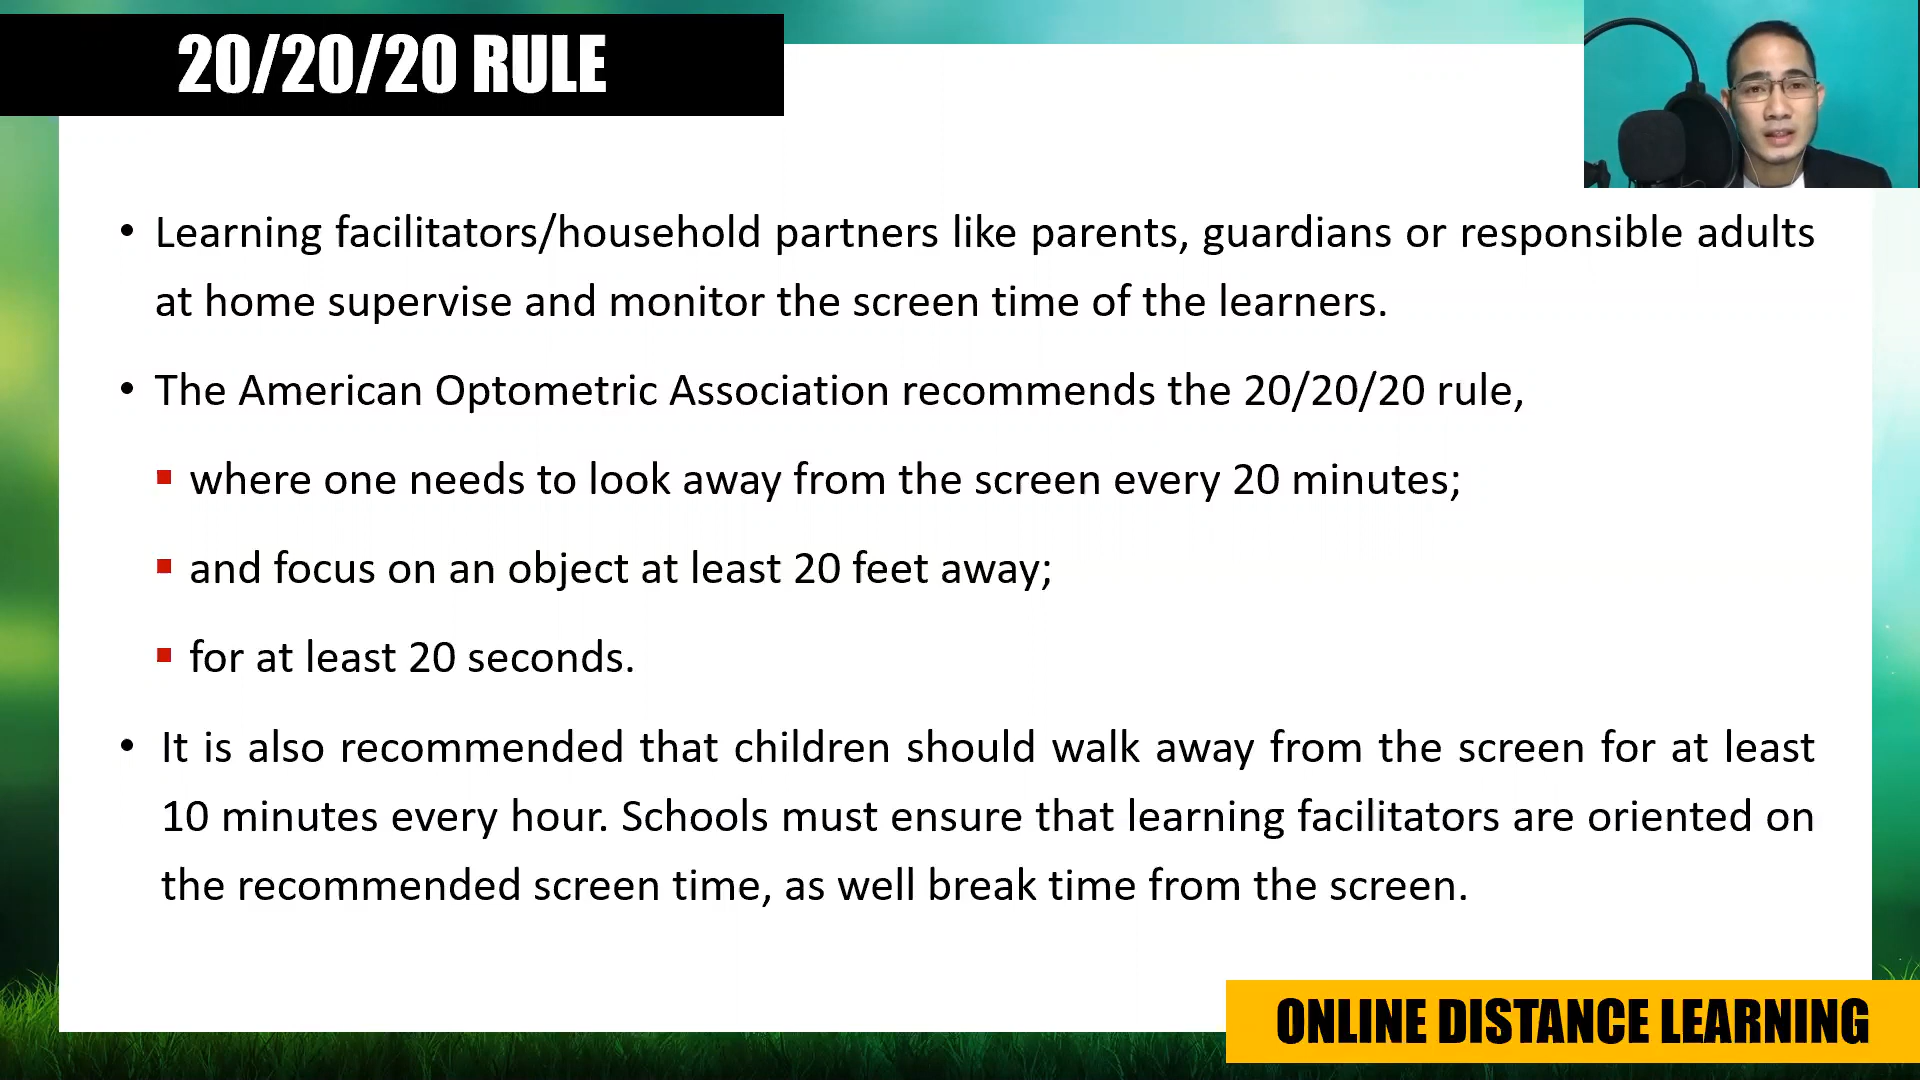 20/20/20 RULE
• Learning facilitators/household partners like parents, guardians or responsible adults
at home supervise and monitor the screen time of the learners.
• The American Optometric Association recommends the 20/20/20 rule,
▪ where one needs to look away from the screen every 20 minutes;
▪ and focus on an object at least 20 feet away;
▪ for at least 20 seconds.
• It is also recommended that children should walk away from the screen for at least
10 minutes every hour. Schools must ensure that learning facilitators are oriented on
the recommended screen time, as well break time from the screen.
ONLINE DISTANCE LEARNING